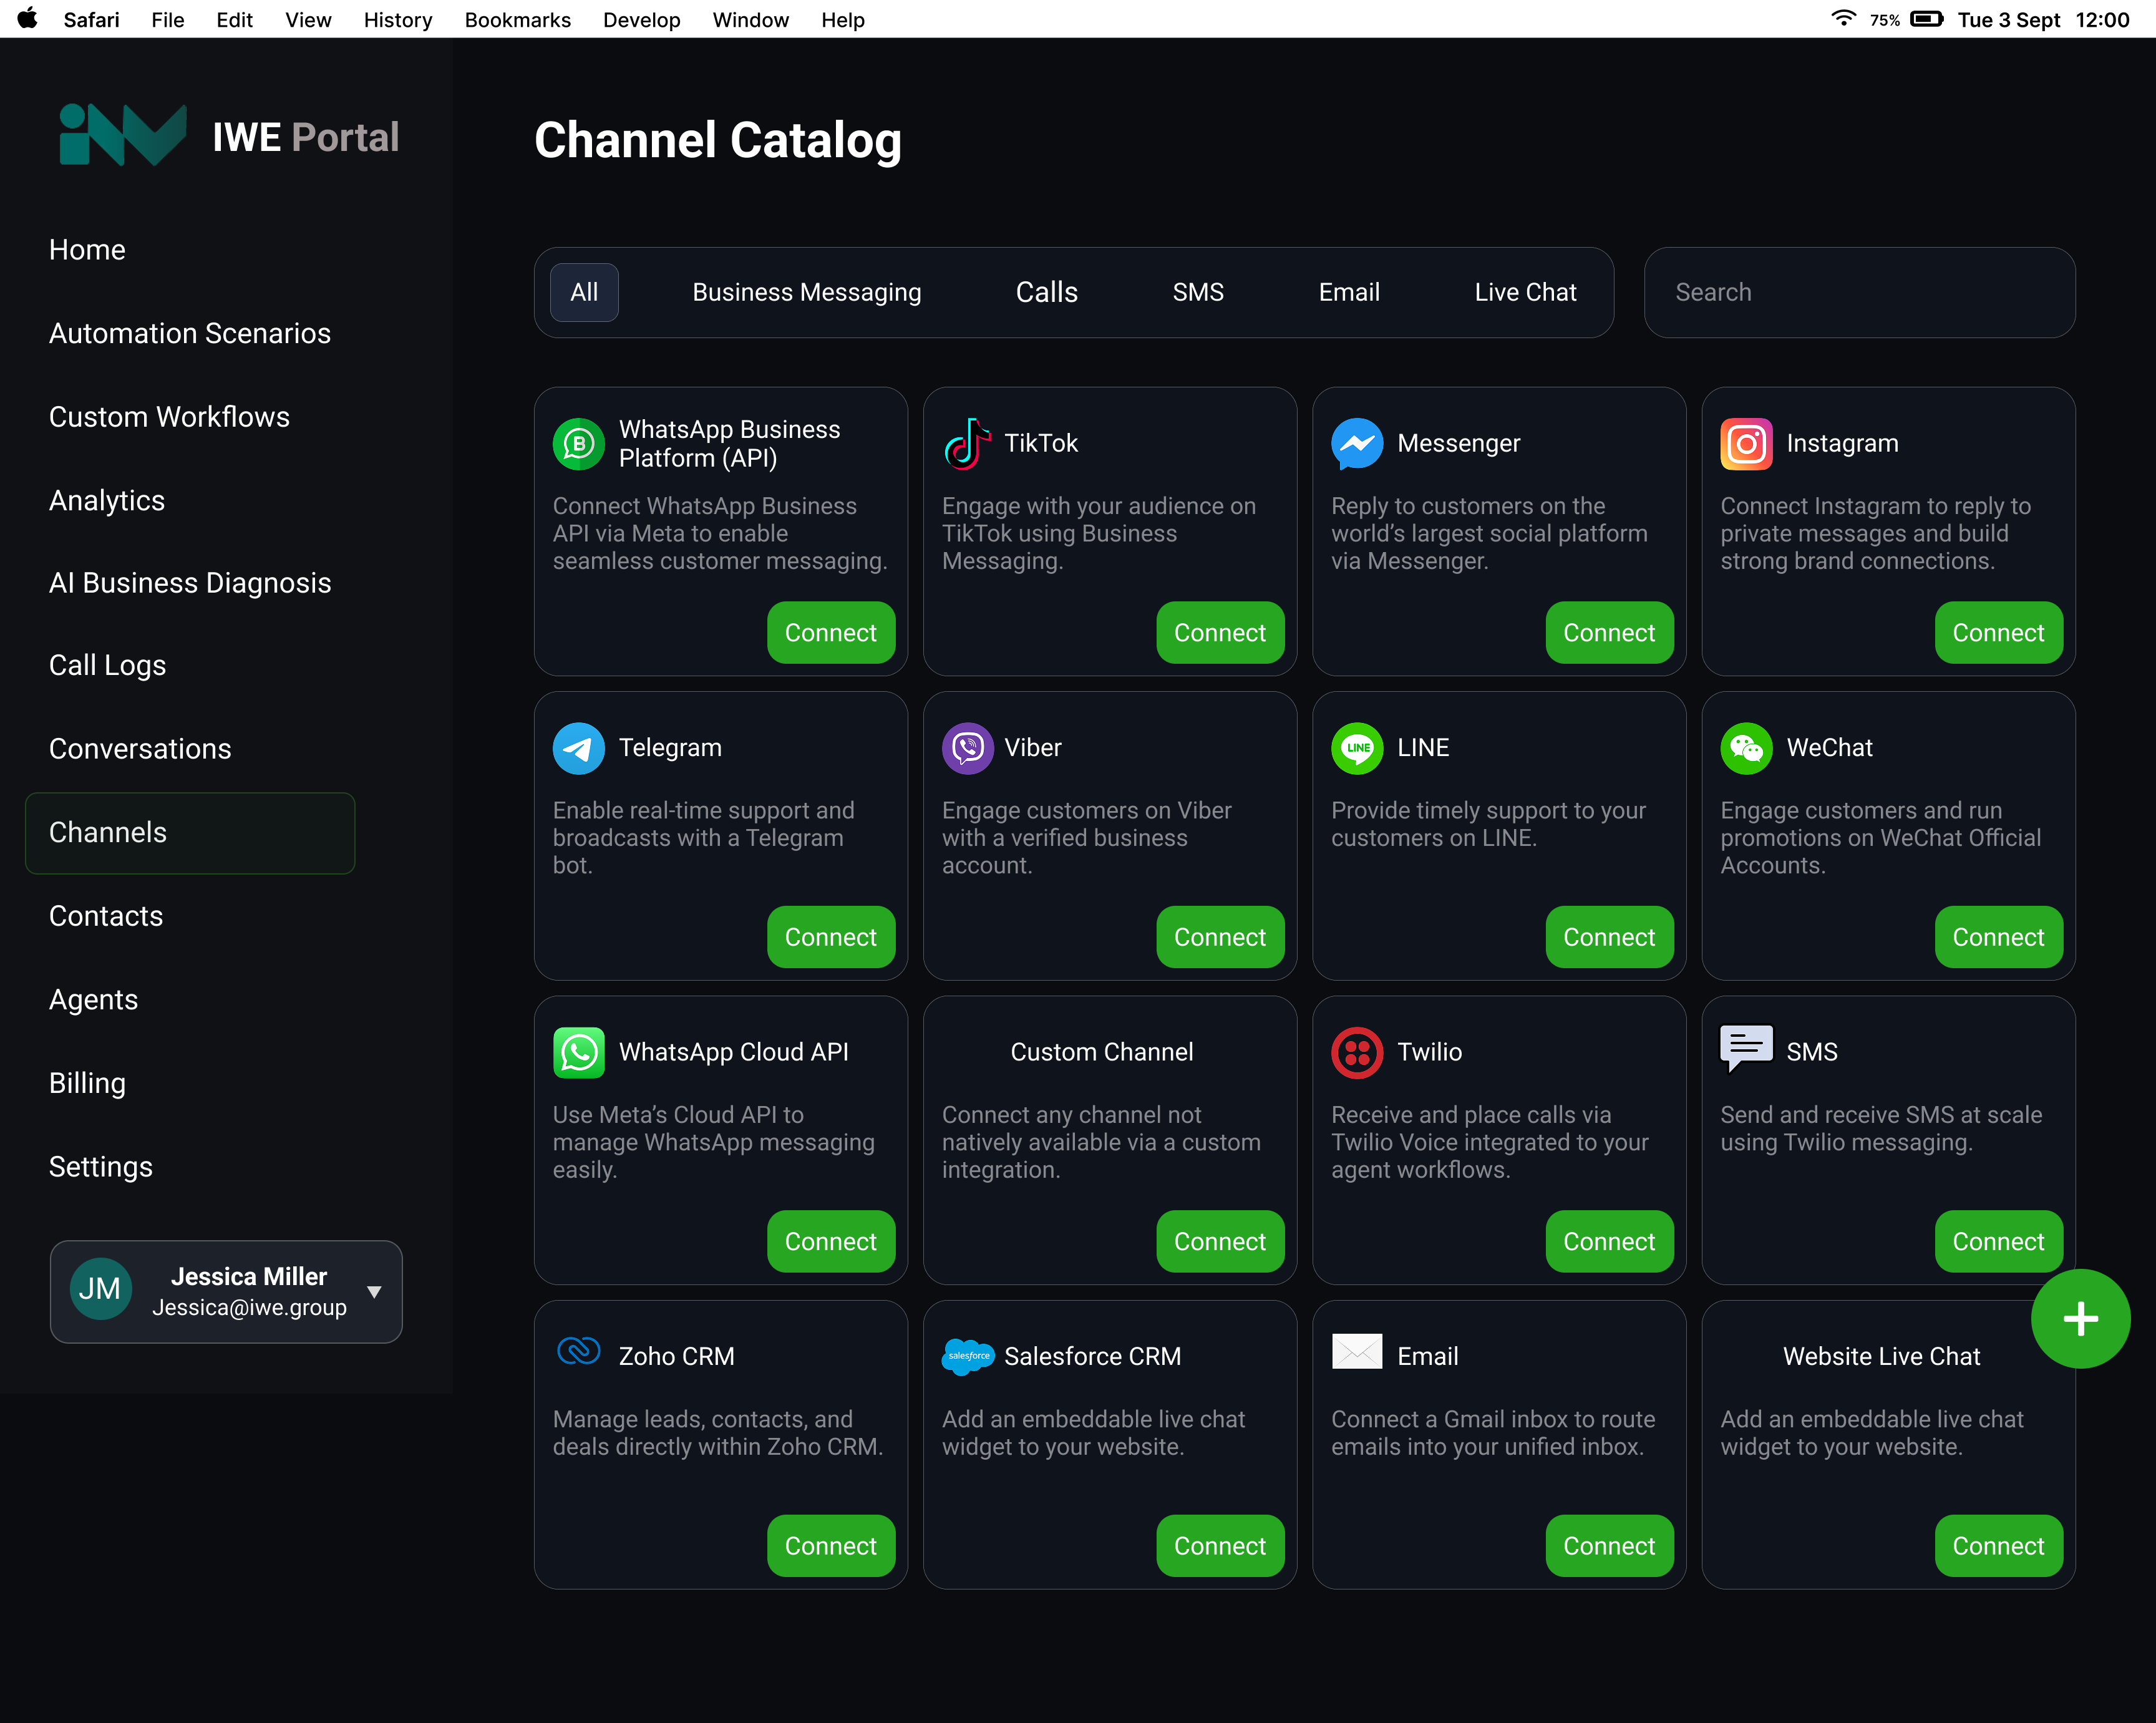 Safari File Edit View History Bookmarks Develop Window Help 75% Tue 3 Sept 12:00
IWE Portal
Home
Automation Scenarios
Custom Workflows
Analytics
AI Business Diagnosis
Call Logs
Conversations
Channels
Contacts
Agents
Billing
Settings
JM
Jessica Miller
Jessica@iwe.group
Channel Catalog
All Business Messaging Calls SMS Email Live Chat
Search
WhatsApp Business
Platform (API)
Connect WhatsApp Business
API via Meta to enable
seamless customer messaging.
Connect
TikTok
Engage with your audience on
TikTok using Business
Messaging.
Connect
Messenger
Reply to customers on the
world’s largest social platform
via Messenger.
Connect
Instagram
Connect Instagram to reply to
private messages and build
strong brand connections.
Connect
Telegram
Enable real-time support and
broadcasts with a Telegram
bot.
Connect
Viber
Engage customers on Viber
with a verified business
account.
Connect
LINE
LINE
Provide timely support to your
customers on LINE.
Connect
WeChat
Engage customers and run
promotions on WeChat Official
Accounts.
Connect
WhatsApp Cloud API
Use Meta’s Cloud API to
manage WhatsApp messaging
easily.
Connect
Custom Channel
Connect any channel not
natively available via a custom
integration.
Connect
Twilio
Receive and place calls via
Twilio Voice integrated to your
agent workflows.
Connect
SMS
Send and receive SMS at scale
using Twilio messaging.
Connect
Zoho CRM
Manage leads, contacts, and
deals directly within Zoho CRM.
Connect
salesforce
Salesforce CRM
Add an embeddable live chat
widget to your website.
Connect
Email
Connect a Gmail inbox to route
emails into your unified inbox.
Connect
Website Live Chat
Add an embeddable live chat
widget to your website.
Connect
+